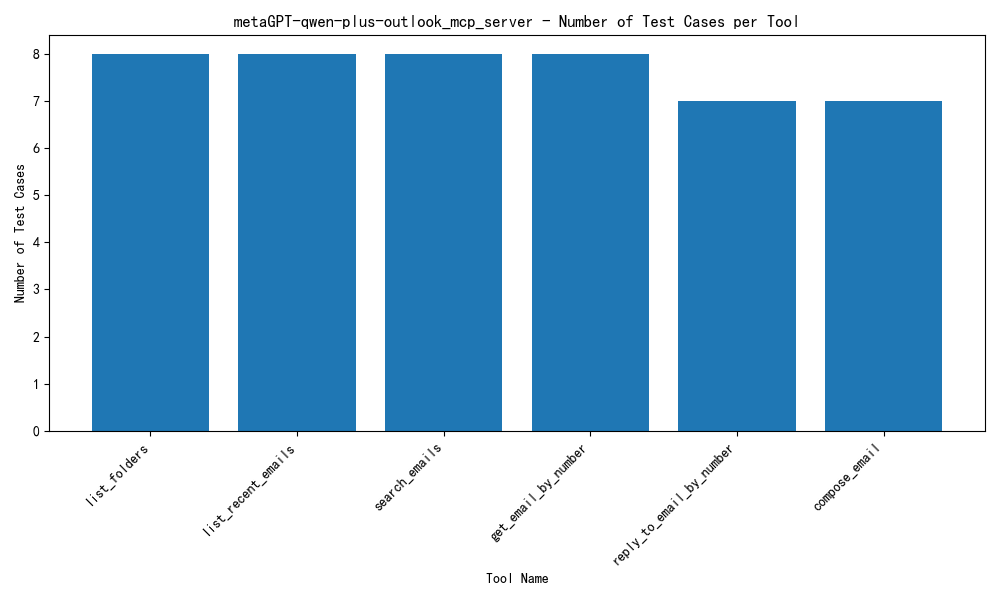 metaGPT-qwen-plus-outlook_mcp_server - Number of Test Cases per Tool
Number of Test Cases
8
7
6
5
4
3
2
1
0
list_folders
list_recent_emails
search_emails
get_email_by_number
reply_to_email_by_number
compose_email
Tool Name